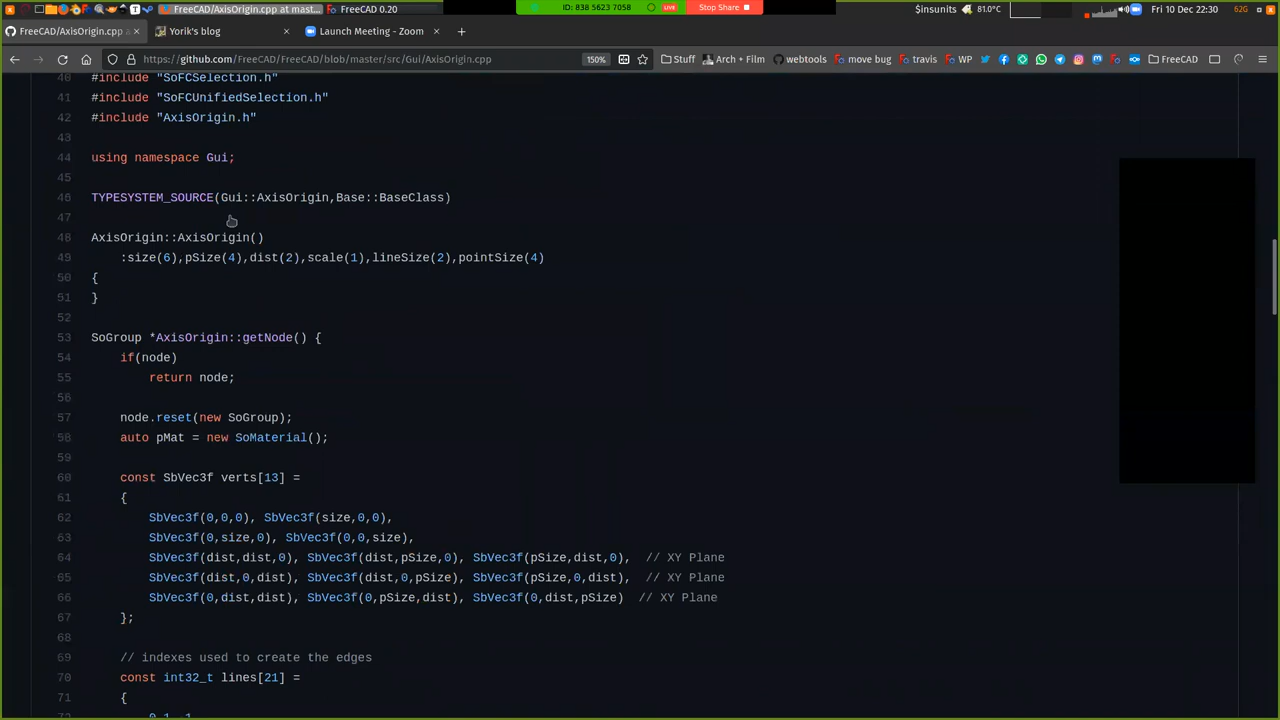 FreeCAD/AxisOrigin.cpp at mast...
FreeCAD 0.20
ID: 838 5623 7058
LIVE
Stop Share
$insunits
81.0°C
Fri 10 Dec 22:30
62G
FreeCAD/AxisOrigin.cpp a
Yorik's blog
Launch Meeting - Zoom
https://github.com/FreeCAD/FreeCAD/blob/master/src/Gui/AxisOrigin.cpp
150%
Stuff
Arch + Film
webtools
move bug
travis
WP
FreeCAD
40 #include "SoFCSelection.h"
41 #include "SoFCUnifiedSelection.h"
42 #include "AxisOrigin.h"
43
44 using namespace Gui;
45
46 TYPESYSTEM_SOURCE(Gui::AxisOrigin,Base::BaseClass)
47
48 AxisOrigin::AxisOrigin()
49 :size(6),pSize(4),dist(2),scale(1),lineSize(2),pointSize(4)
50 {
51 }
52
53 SoGroup *AxisOrigin::getNode() {
54 if(node)
55 return node;
56
57 node.reset(new SoGroup);
58 auto pMat = new SoMaterial();
59
60 const SbVec3f verts[13] =
61 {
62 SbVec3f(0,0,0), SbVec3f(size,0,0),
63 SbVec3f(0,size,0), SbVec3f(0,0,size),
64 SbVec3f(dist,dist,0), SbVec3f(dist,pSize,0), SbVec3f(pSize,dist,0), // XY Plane
65 SbVec3f(dist,0,dist), SbVec3f(dist,0,pSize), SbVec3f(pSize,0,dist), // XY Plane
66 SbVec3f(0,dist,dist), SbVec3f(0,pSize,dist), SbVec3f(0,dist,pSize) // XY Plane
67 };
68
69 // indexes used to create the edges
70 const int32_t lines[21] =
71 {
72 0,1,-1,